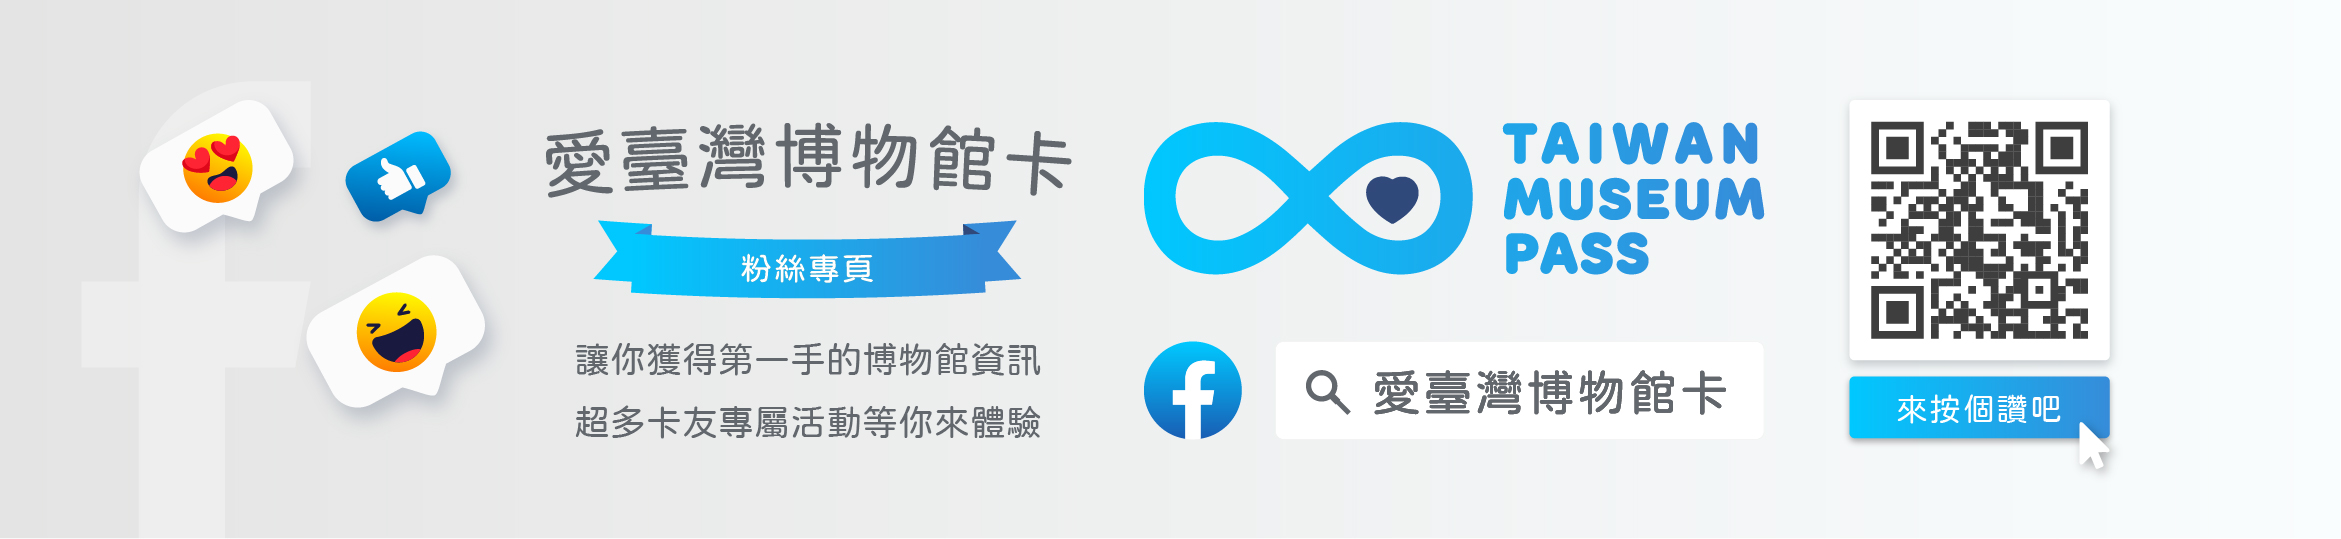 愛臺灣博物館卡
粉絲專頁
讓你獲得第一手的博物館資訊
超多卡友專屬活動等你來體驗
TAIWAN
MUSEUM
PASS
愛臺灣博物館卡
來按個讚吧